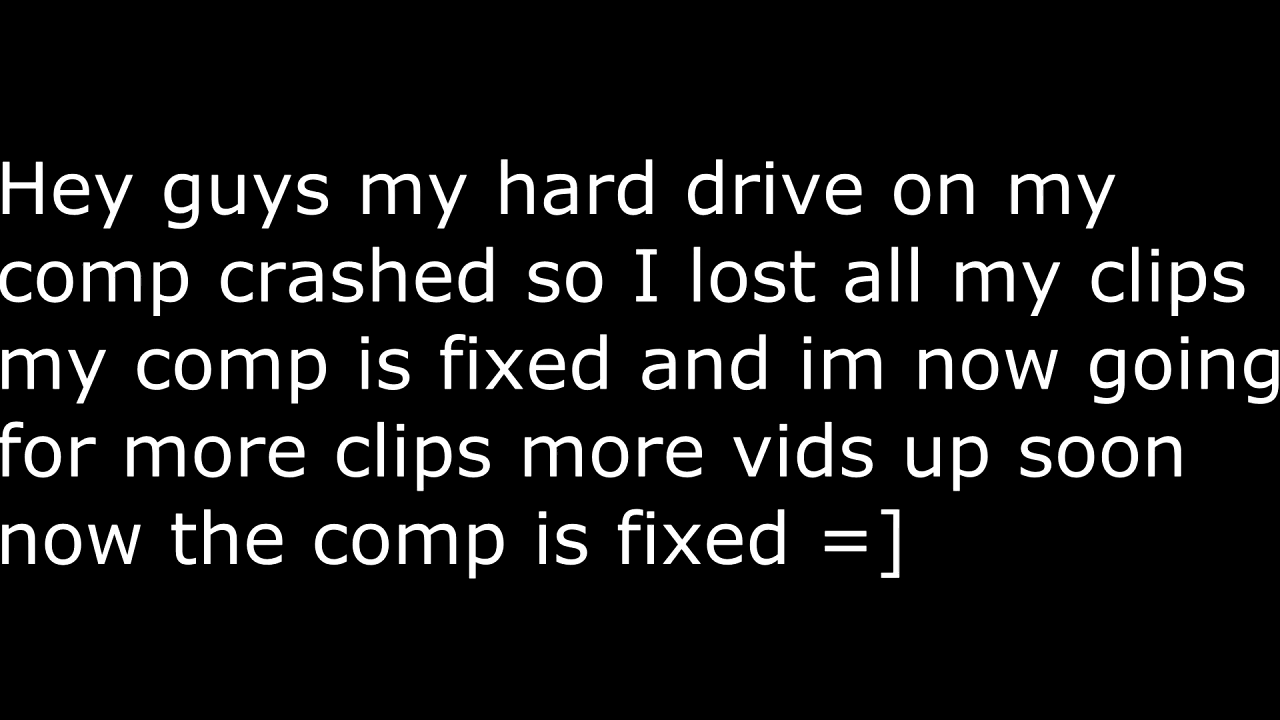 Hey guys my hard drive on my
comp crashed so I lost all my clips
my comp is fixed and im now going
for more clips more vids up soon
now the comp is fixed =]